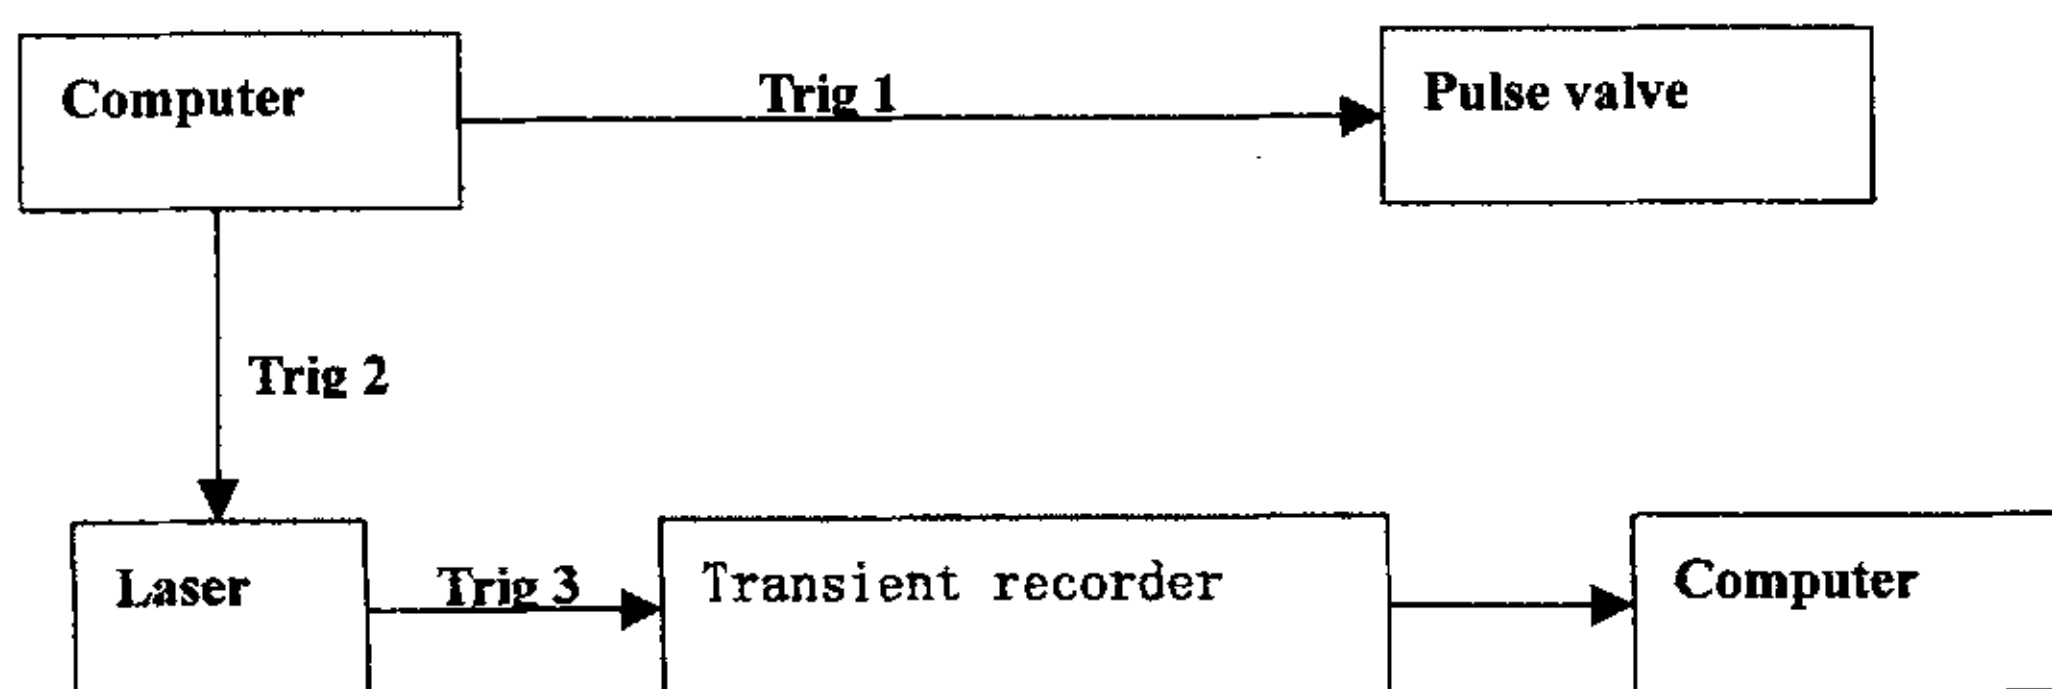 Computer
Trig 1
Pulse valve
Trig 2
Laser
Trig 3
Transient recorder
Computer